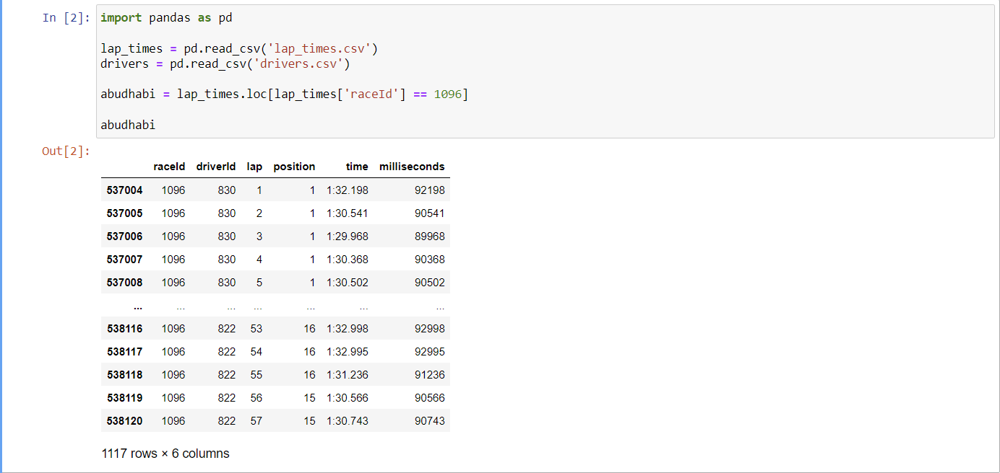 In [2]: import pandas as pd
lap_times = pd.read_csv('lap_times.csv')
drivers = pd.read_csv('drivers.csv')
abudhabi = lap_times.loc[lap_times['raceId'] == 1096]
abudhabi
Out[2]:
raceId driverId lap position time milliseconds
537004 1096 830 1 1 1:32.198 92198
537005 1096 830 2 1 1:30.541 90541
537006 1096 830 3 1 1:29.968 89968
537007 1096 830 4 1 1:30.368 90368
537008 1096 830 5 1 1:30.502 90502
... ... ... ... ... ... ...
538116 1096 822 53 16 1:32.998 92998
538117 1096 822 54 16 1:32.995 92995
538118 1096 822 55 16 1:31.236 91236
538119 1096 822 56 15 1:30.566 90566
538120 1096 822 57 15 1:30.743 90743
1117 rows × 6 columns